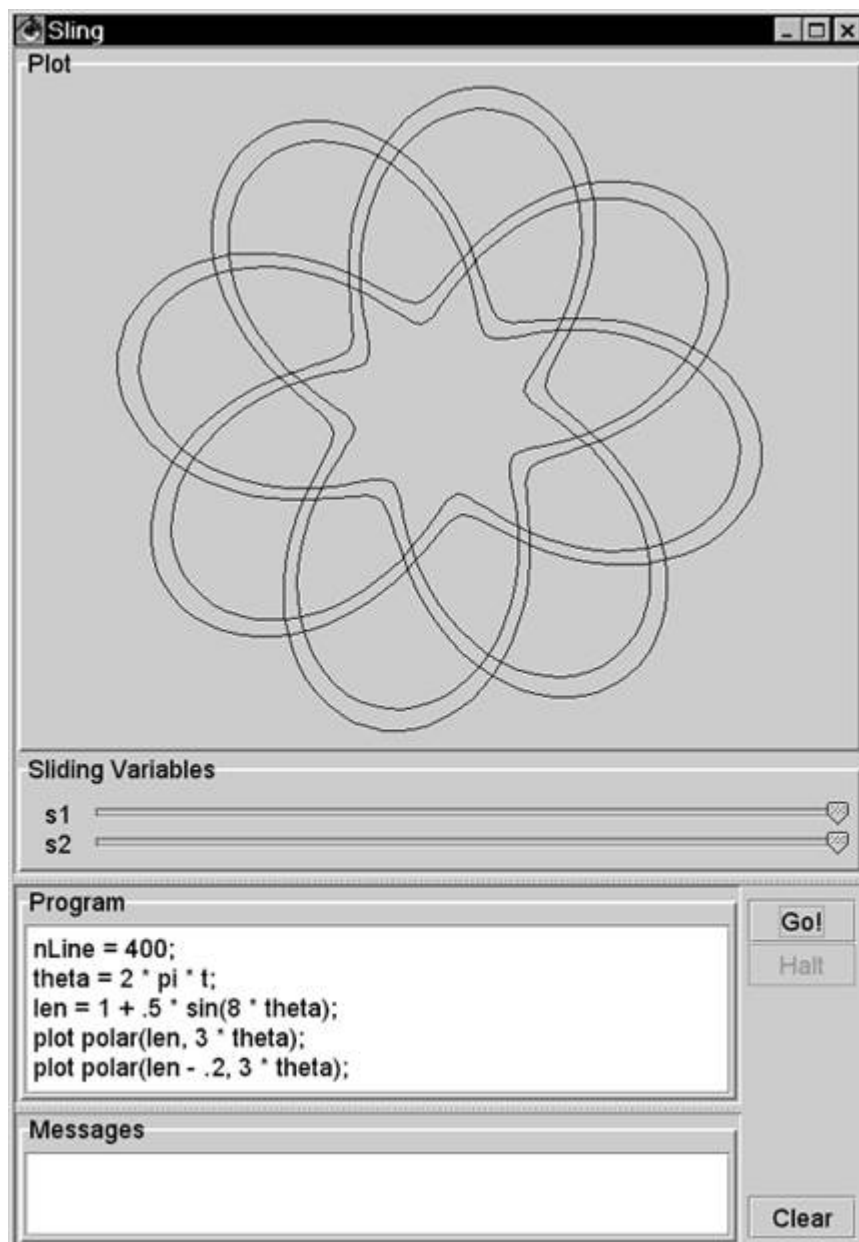 Sling
Plot
Sliding Variables
s1
s2
Program
nLine = 400;
theta = 2 * pi * t;
len = 1 + .5 * sin(8 * theta);
plot polar(len, 3 * theta);
plot polar(len - .2, 3 * theta);
Go!
Halt
Messages
Clear